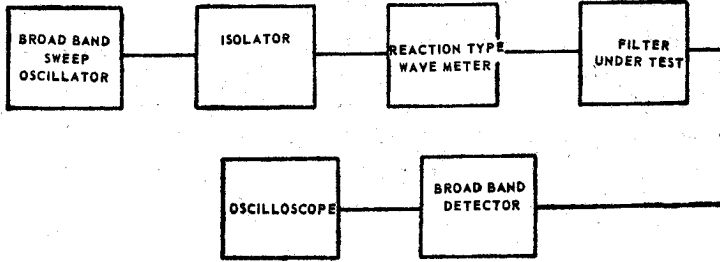 BROAD BAND
SWEEP
OSCILLATOR
ISOLATOR
REACTION TYPE
WAVE METER
FILTER
UNDER TEST
OSCILLOSCOPE
BROAD BAND
DETECTOR